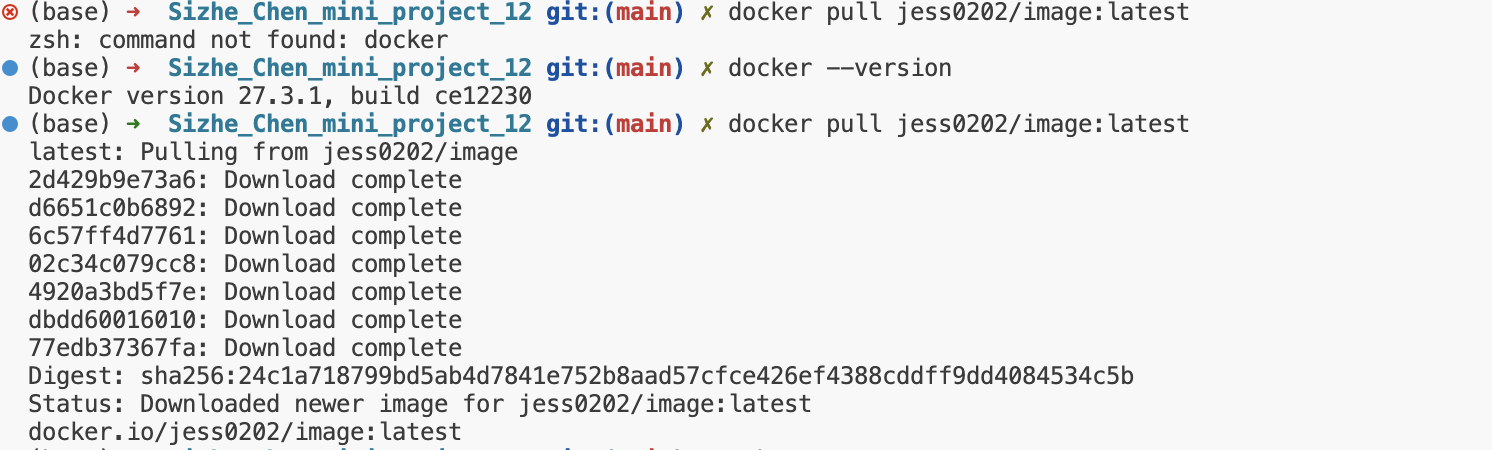 (base) ➜ Sizhe_Chen_mini_project_12 git:(main) ✗ docker pull jess0202/image:latest
zsh: command not found: docker
(base) ➜ Sizhe_Chen_mini_project_12 git:(main) ✗ docker --version
Docker version 27.3.1, build ce12230
(base) ➜ Sizhe_Chen_mini_project_12 git:(main) ✗ docker pull jess0202/image:latest
latest: Pulling from jess0202/image
2d429b9e73a6: Download complete
d6651c0b6892: Download complete
6c57ff4d7761: Download complete
02c34c079cc8: Download complete
4920a3bd5f7e: Download complete
dbdd60016010: Download complete
77edb37367fa: Download complete
Digest: sha256:24c1a718799bd5ab4d7841e752b8aad57cfce426ef4388cddff9dd4084534c5b
Status: Downloaded newer image for jess0202/image:latest
docker.io/jess0202/image:latest